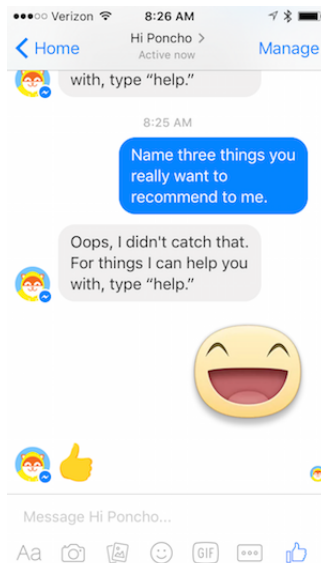 Verizon 8:26 AM
Home Hi Poncho > Manage
Active now
with, type “help.”
8:25 AM
Name three things you
really want to
recommend to me.
Oops, I didn't catch that.
For things I can help you
with, type “help.”
Message Hi Poncho...
Aa GIF